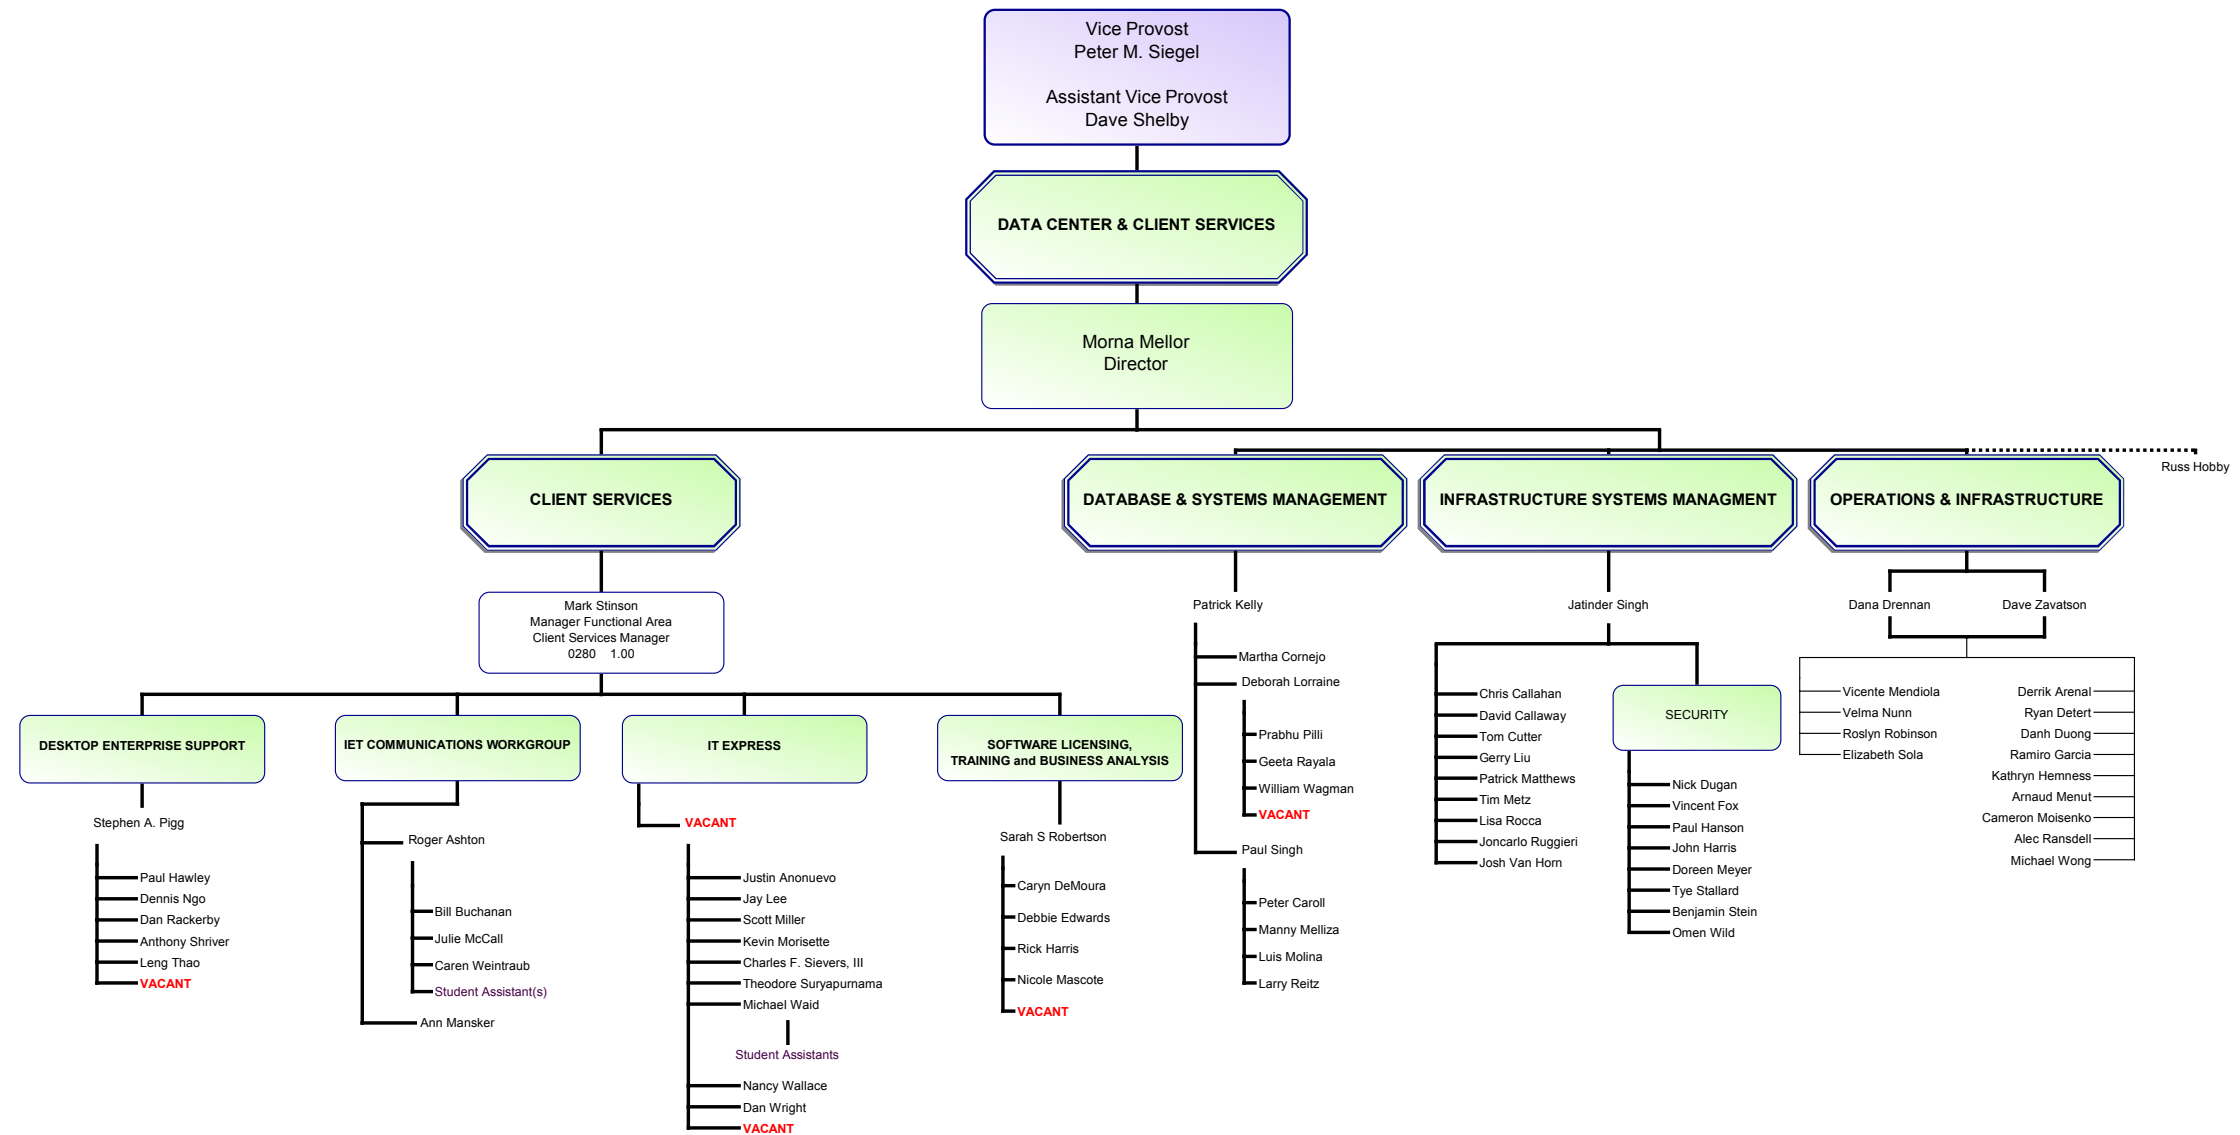 Vice Provost
Peter M. Siegel
Assistant Vice Provost
Dave Shelby
DATA CENTER & CLIENT SERVICES
Morna Mellor
Director
Russ Hobby
CLIENT SERVICES
DATABASE & SYSTEMS MANAGEMENT
INFRASTRUCTURE SYSTEMS MANAGMENT
OPERATIONS & INFRASTRUCTURE
Mark Stinson
Manager Functional Area
Client Services Manager
0280 1.00
DESKTOP ENTERPRISE SUPPORT
Stephen A. Pigg
Paul Hawley
Dennis Ngo
Dan Rackerby
Anthony Shriver
Leng Thao
VACANT
IET COMMUNICATIONS WORKGROUP
Roger Ashton
Bill Buchanan
Julie McCall
Caren Weintraub
Student Assistant(s)
Ann Mansker
IT EXPRESS
VACANT
Justin Anonuevo
Jay Lee
Scott Miller
Kevin Morisette
Charles F. Sievers, III
Theodore Suryapurnama
Michael Waid
Student Assistants
Nancy Wallace
Dan Wright
VACANT
SOFTWARE LICENSING,
TRAINING and BUSINESS ANALYSIS
Sarah S Robertson
Caryn DeMoura
Debbie Edwards
Rick Harris
Nicole Mascote
VACANT
Patrick Kelly
Martha Cornejo
Deborah Lorraine
Prabhu Pilli
Geeta Rayala
William Wagman
VACANT
Paul Singh
Peter Caroll
Manny Melliza
Luis Molina
Larry Reitz
Jatinder Singh
Chris Callahan
David Callaway
Tom Cutter
Gerry Liu
Patrick Matthews
Tim Metz
Lisa Rocca
Joncarlo Ruggieri
Josh Van Horn
SECURITY
Nick Dugan
Vincent Fox
Paul Hanson
John Harris
Doreen Meyer
Tye Stallard
Benjamin Stein
Omen Wild
Dana Drennan
Dave Zavatson
Vicente Mendiola
Velma Nunn
Roslyn Robinson
Elizabeth Sola
Derrik Arenal
Ryan Detert
Danh Duong
Ramiro Garcia
Kathryn Hemness
Arnaud Menut
Cameron Moisenko
Alec Ransdell
Michael Wong